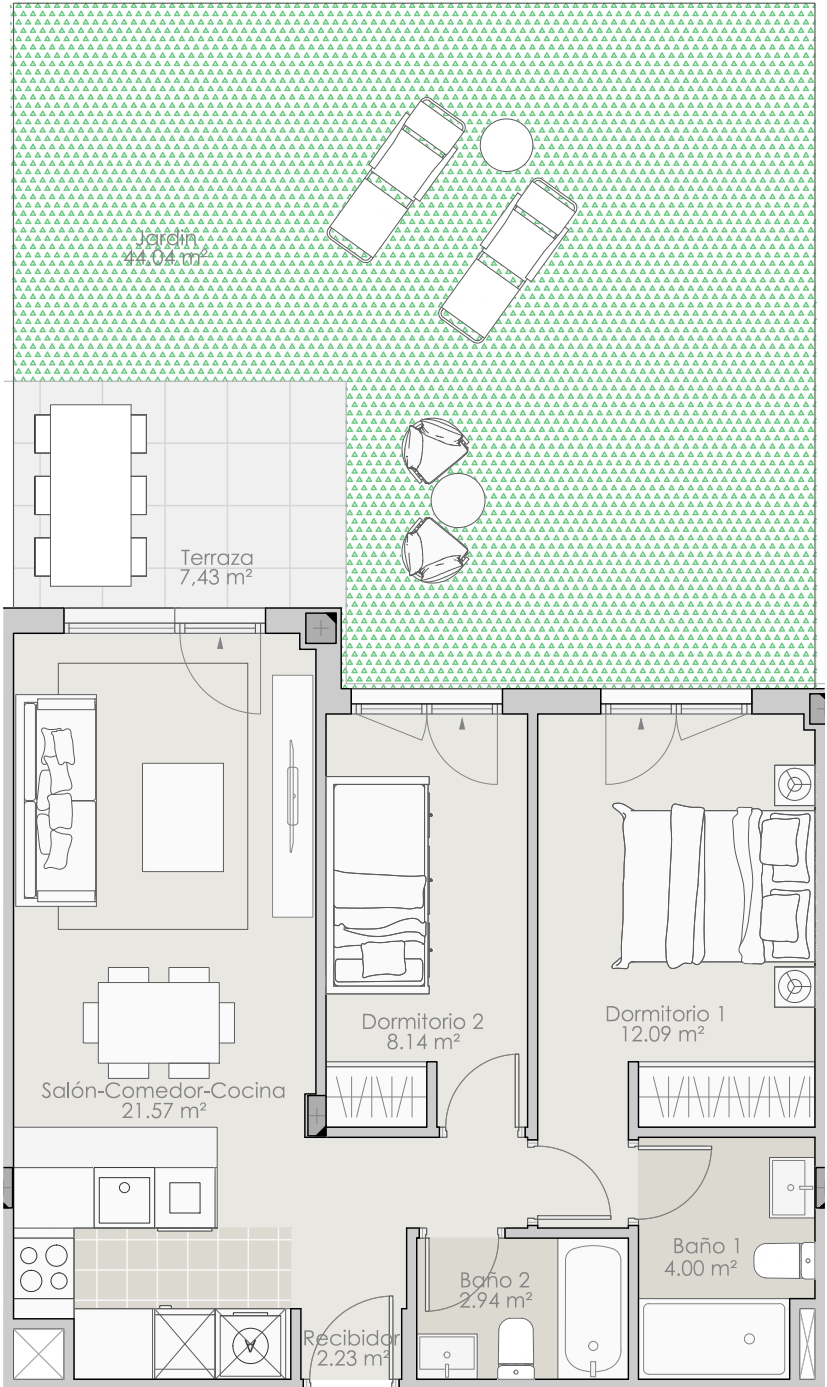 Jardín
44.04 m²
Terraza
7,43 m²
Dormitorio 2
8.14 m²
Dormitorio 1
12.09 m²
Salón-Comedor-Cocina
21.57 m²
Baño 1
4.00 m²
Baño 2
2.94 m²
Recibidor
2.23 m²